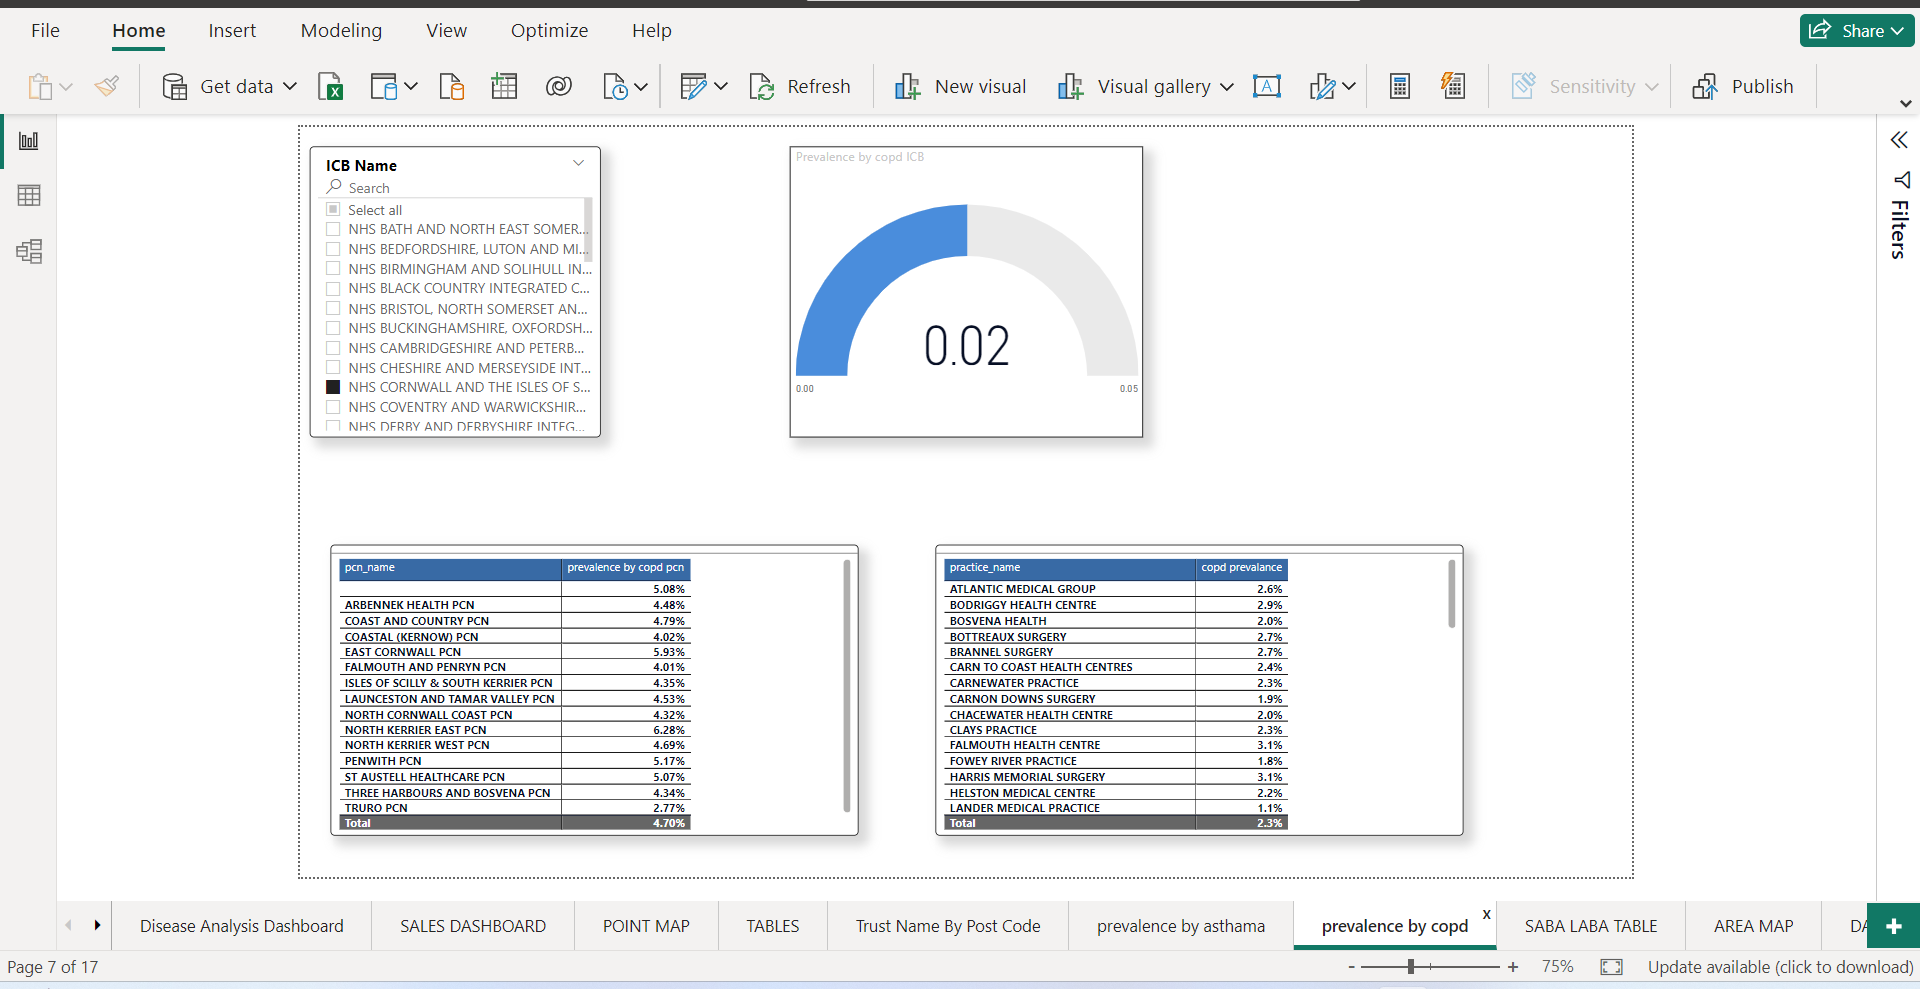 File Home Insert Modeling View Optimize Help Share
Get data Refresh New visual Visual gallery Sensitivity Publish
ICB Name
Search
Select all
NHS BATH AND NORTH EAST SOMER...
NHS BEDFORDSHIRE, LUTON AND MI...
NHS BIRMINGHAM AND SOLIHULL IN...
NHS BLACK COUNTRY INTEGRATED C...
NHS BRISTOL, NORTH SOMERSET AN...
NHS BUCKINGHAMSHIRE, OXFORDSH...
NHS CAMBRIDGESHIRE AND PETERB...
NHS CHESHIRE AND MERSEYSIDE INT...
NHS CORNWALL AND THE ISLES OF S...
NHS COVENTRY AND WARWICKSHIR...
NHS DERBY AND DERBYSHIRE INTEG...
Prevalence by copd ICB
0.02
0.00 0.05
Filters
pcn_name prevalence by copd pcn
5.08%
ARBENNEK HEALTH PCN 4.48%
COAST AND COUNTRY PCN 4.79%
COASTAL (KERNOW) PCN 4.02%
EAST CORNWALL PCN 5.93%
FALMOUTH AND PENRYN PCN 4.01%
ISLES OF SCILLY & SOUTH KERRIER PCN 4.35%
LAUNCESTON AND TAMAR VALLEY PCN 4.53%
NORTH CORNWALL COAST PCN 4.32%
NORTH KERRIER EAST PCN 6.28%
NORTH KERRIER WEST PCN 4.69%
PENWITH PCN 5.17%
ST AUSTELL HEALTHCARE PCN 5.07%
THREE HARBOURS AND BOSVENA PCN 4.34%
TRURO PCN 2.77%
Total 4.70%
practice_name copd prevalance
ATLANTIC MEDICAL GROUP 2.6%
BODRIGGY HEALTH CENTRE 2.9%
BOSVENA HEALTH 2.0%
BOTTREAUX SURGERY 2.7%
BRANNEL SURGERY 2.7%
CARN TO COAST HEALTH CENTRES 2.4%
CARNEWATER PRACTICE 2.3%
CARNON DOWNS SURGERY 1.9%
CHACEWATER HEALTH CENTRE 2.0%
CLAYS PRACTICE 2.3%
FALMOUTH HEALTH CENTRE 3.1%
FOWEY RIVER PRACTICE 1.8%
HARRIS MEMORIAL SURGERY 3.1%
HELSTON MEDICAL CENTRE 2.2%
LANDER MEDICAL PRACTICE 1.1%
Total 2.3%
Disease Analysis Dashboard SALES DASHBOARD POINT MAP TABLES Trust Name By Post Code prevalence by asthama prevalence by copd x SABA LABA TABLE AREA MAP DA +
Page 7 of 17 - + 75% Update available (click to download)